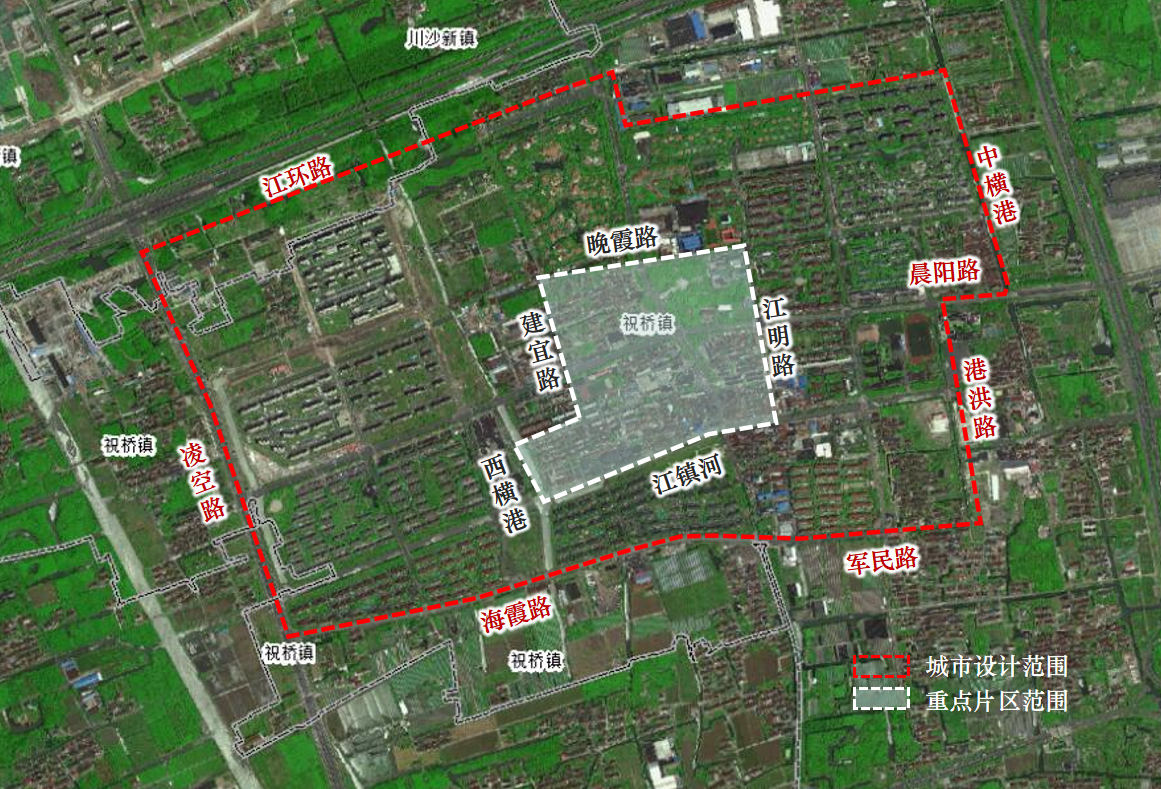 川沙新镇
镇
江环路
中横港
晚霞路
晨阳路
建宜路
祝桥镇
江明路
港洪路
祝桥镇
凌空路
西横港
江镇河
军民路
海霞路
祝桥镇
祝桥镇
城市设计范围
重点片区范围